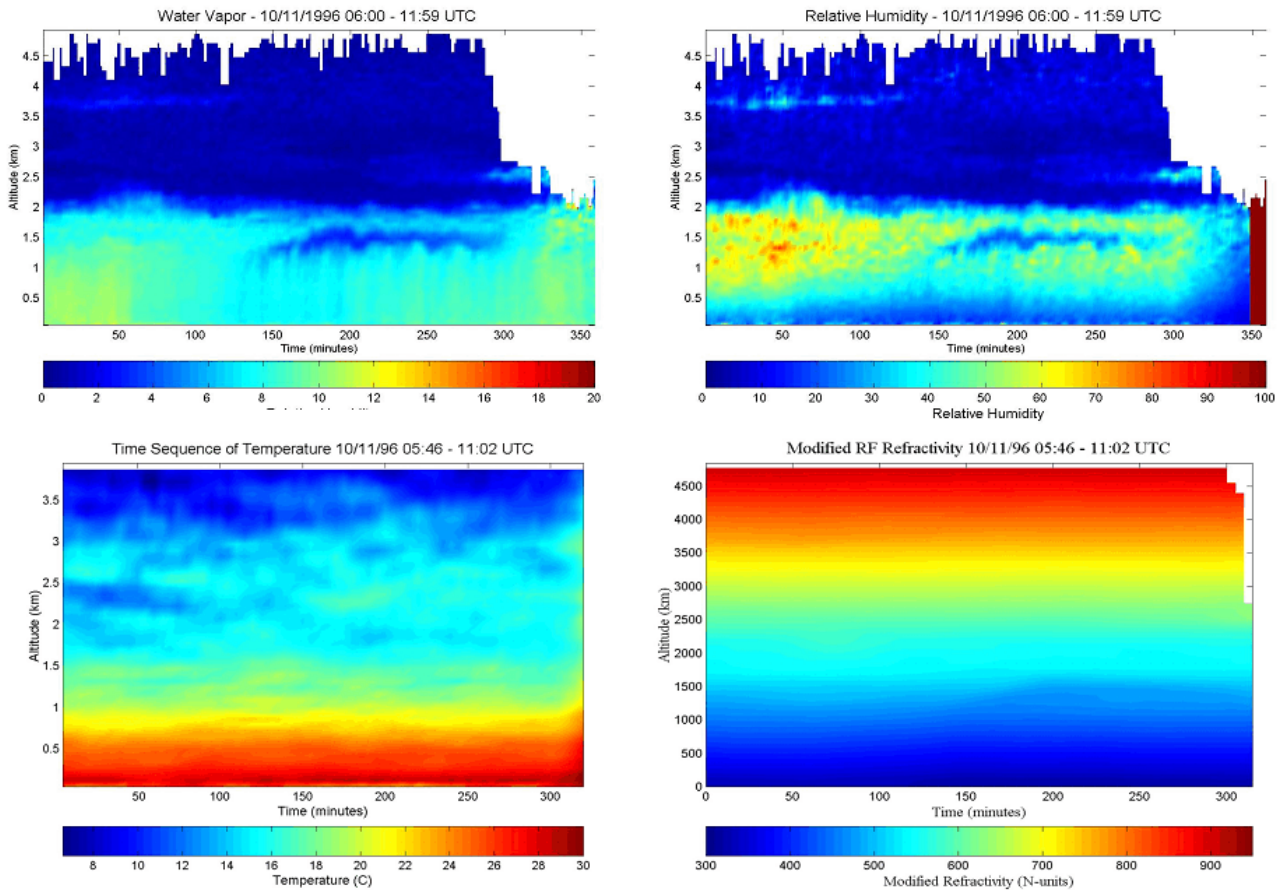 Water Vapor - 10/11/1996 06:00 - 11:59 UTC
4.5
4
3.5
3
2.5
2
1.5
1
0.5
Altitude (km)
50 100 150 200 250 300 350
Time (minutes)
0 2 4 6 8 10 12 14 16 18 20
Relative Humidity - 10/11/1996 06:00 - 11:59 UTC
4.5
4
3.5
3
2.5
2
1.5
1
0.5
Altitude (km)
50 100 150 200 250 300 350
Time (minutes)
0 10 20 30 40 50 60 70 80 90 100
Relative Humidity
Time Sequence of Temperature 10/11/96 05:46 - 11:02 UTC
3.5
3
2.5
2
1.5
1
0.5
Altitude (km)
50 100 150 200 250 300
Time (minutes)
8 10 12 14 16 18 20 22 24 26 28 30
Temperature (C)
Modified RF Refractivity 10/11/96 05:46 - 11:02 UTC
4500
4000
3500
3000
2500
2000
1500
1000
500
0
Altitude (km)
0 50 100 150 200 250 300
Time (minutes)
300 400 500 600 700 800 900
Modified Refractivity (N-units)